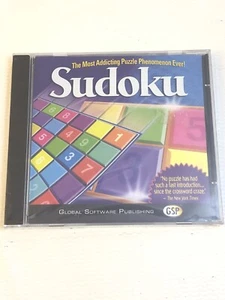 The Most Addicting Puzzle Phenomenon Ever!
Sudoku
"No puzzle has had
such a fast introduction...
since the crossword craze."
- The New York Times
GLOBAL SOFTWARE PUBLISHING
GSP